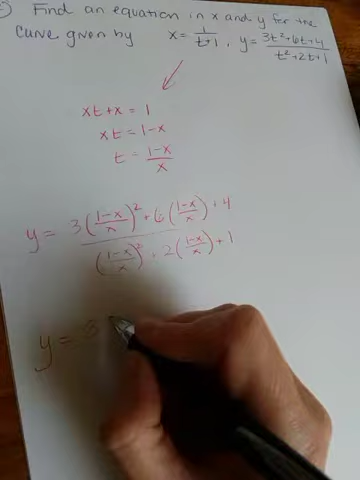 Find an equation in x and y for the
curve given by x = 1/(t+1), y = (3t²+6t+4)/(t²+2t+1)
xt+x = 1
xt = 1-x
t = (1-x)/x
y = (3((1-x)/x)²+6((1-x)/x)+4)/(((1-x)/x)²+2((1-x)/x)+1)
y = 3